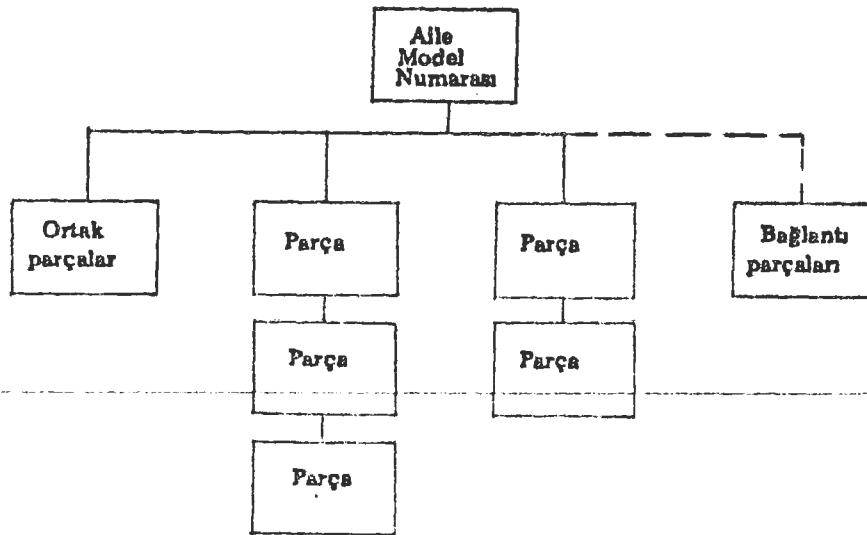 Aile
Model
Numarası
Ortak
parçalar
Parça
Parça
Bağlantı
parçaları
Parça
Parça
Parça